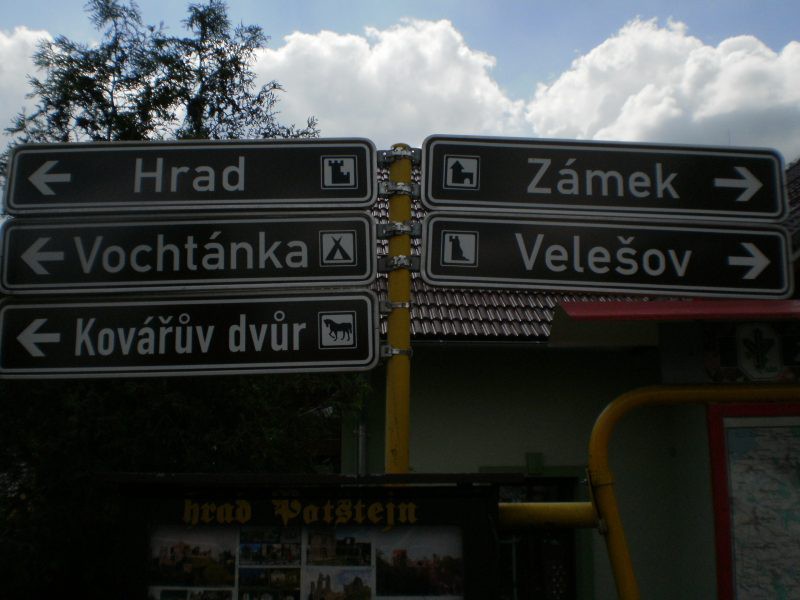 Hrad
Vochtánka
Kovářův dvůr
Zámek
Velešov
hrad Potštejn